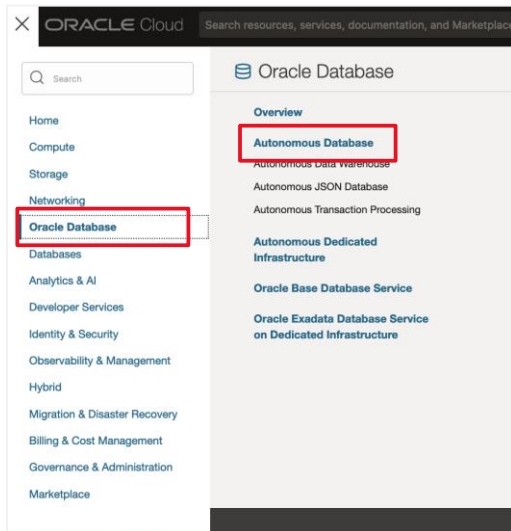 ORACLE Cloud
Search resources, services, documentation, and Marketplace
Search
Home
Compute
Storage
Networking
Oracle Database
Databases
Analytics & AI
Developer Services
Identity & Security
Observability & Management
Hybrid
Migration & Disaster Recovery
Billing & Cost Management
Governance & Administration
Marketplace
Oracle Database
Overview
Autonomous Database
Autonomous Data Warehouse
Autonomous JSON Database
Autonomous Transaction Processing
Autonomous Dedicated
Infrastructure
Oracle Base Database Service
Oracle Exadata Database Service
on Dedicated Infrastructure